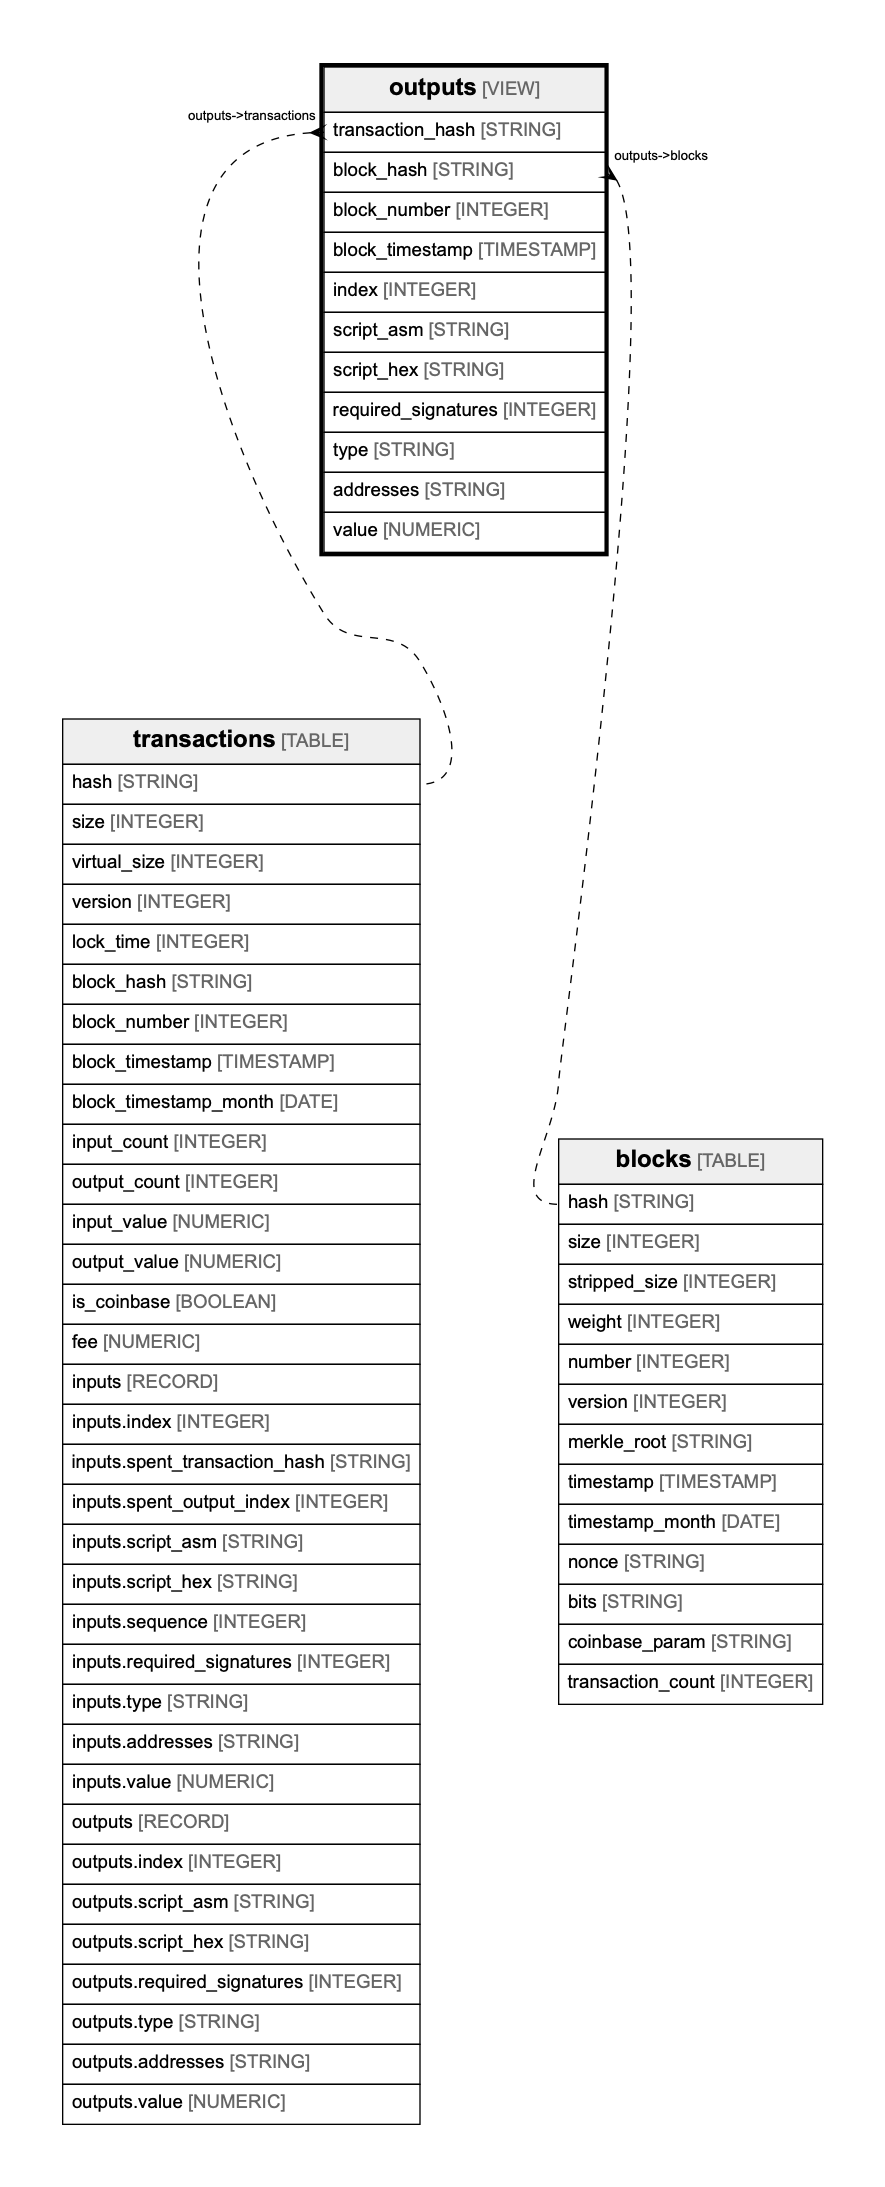 outputs [VIEW]
outputs->transactions
transaction_hash [STRING]
outputs->blocks
block_hash [STRING]
block_number [INTEGER]
block_timestamp [TIMESTAMP]
index [INTEGER]
script_asm [STRING]
script_hex [STRING]
required_signatures [INTEGER]
type [STRING]
addresses [STRING]
value [NUMERIC]
transactions [TABLE]
hash [STRING]
size [INTEGER]
virtual_size [INTEGER]
version [INTEGER]
lock_time [INTEGER]
block_hash [STRING]
block_number [INTEGER]
block_timestamp [TIMESTAMP]
block_timestamp_month [DATE]
input_count [INTEGER]
output_count [INTEGER]
input_value [NUMERIC]
output_value [NUMERIC]
is_coinbase [BOOLEAN]
fee [NUMERIC]
inputs [RECORD]
inputs.index [INTEGER]
inputs.spent_transaction_hash [STRING]
inputs.spent_output_index [INTEGER]
inputs.script_asm [STRING]
inputs.script_hex [STRING]
inputs.sequence [INTEGER]
inputs.required_signatures [INTEGER]
inputs.type [STRING]
inputs.addresses [STRING]
inputs.value [NUMERIC]
outputs [RECORD]
outputs.index [INTEGER]
outputs.script_asm [STRING]
outputs.script_hex [STRING]
outputs.required_signatures [INTEGER]
outputs.type [STRING]
outputs.addresses [STRING]
outputs.value [NUMERIC]
blocks [TABLE]
hash [STRING]
size [INTEGER]
stripped_size [INTEGER]
weight [INTEGER]
number [INTEGER]
version [INTEGER]
merkle_root [STRING]
timestamp [TIMESTAMP]
timestamp_month [DATE]
nonce [STRING]
bits [STRING]
coinbase_param [STRING]
transaction_count [INTEGER]